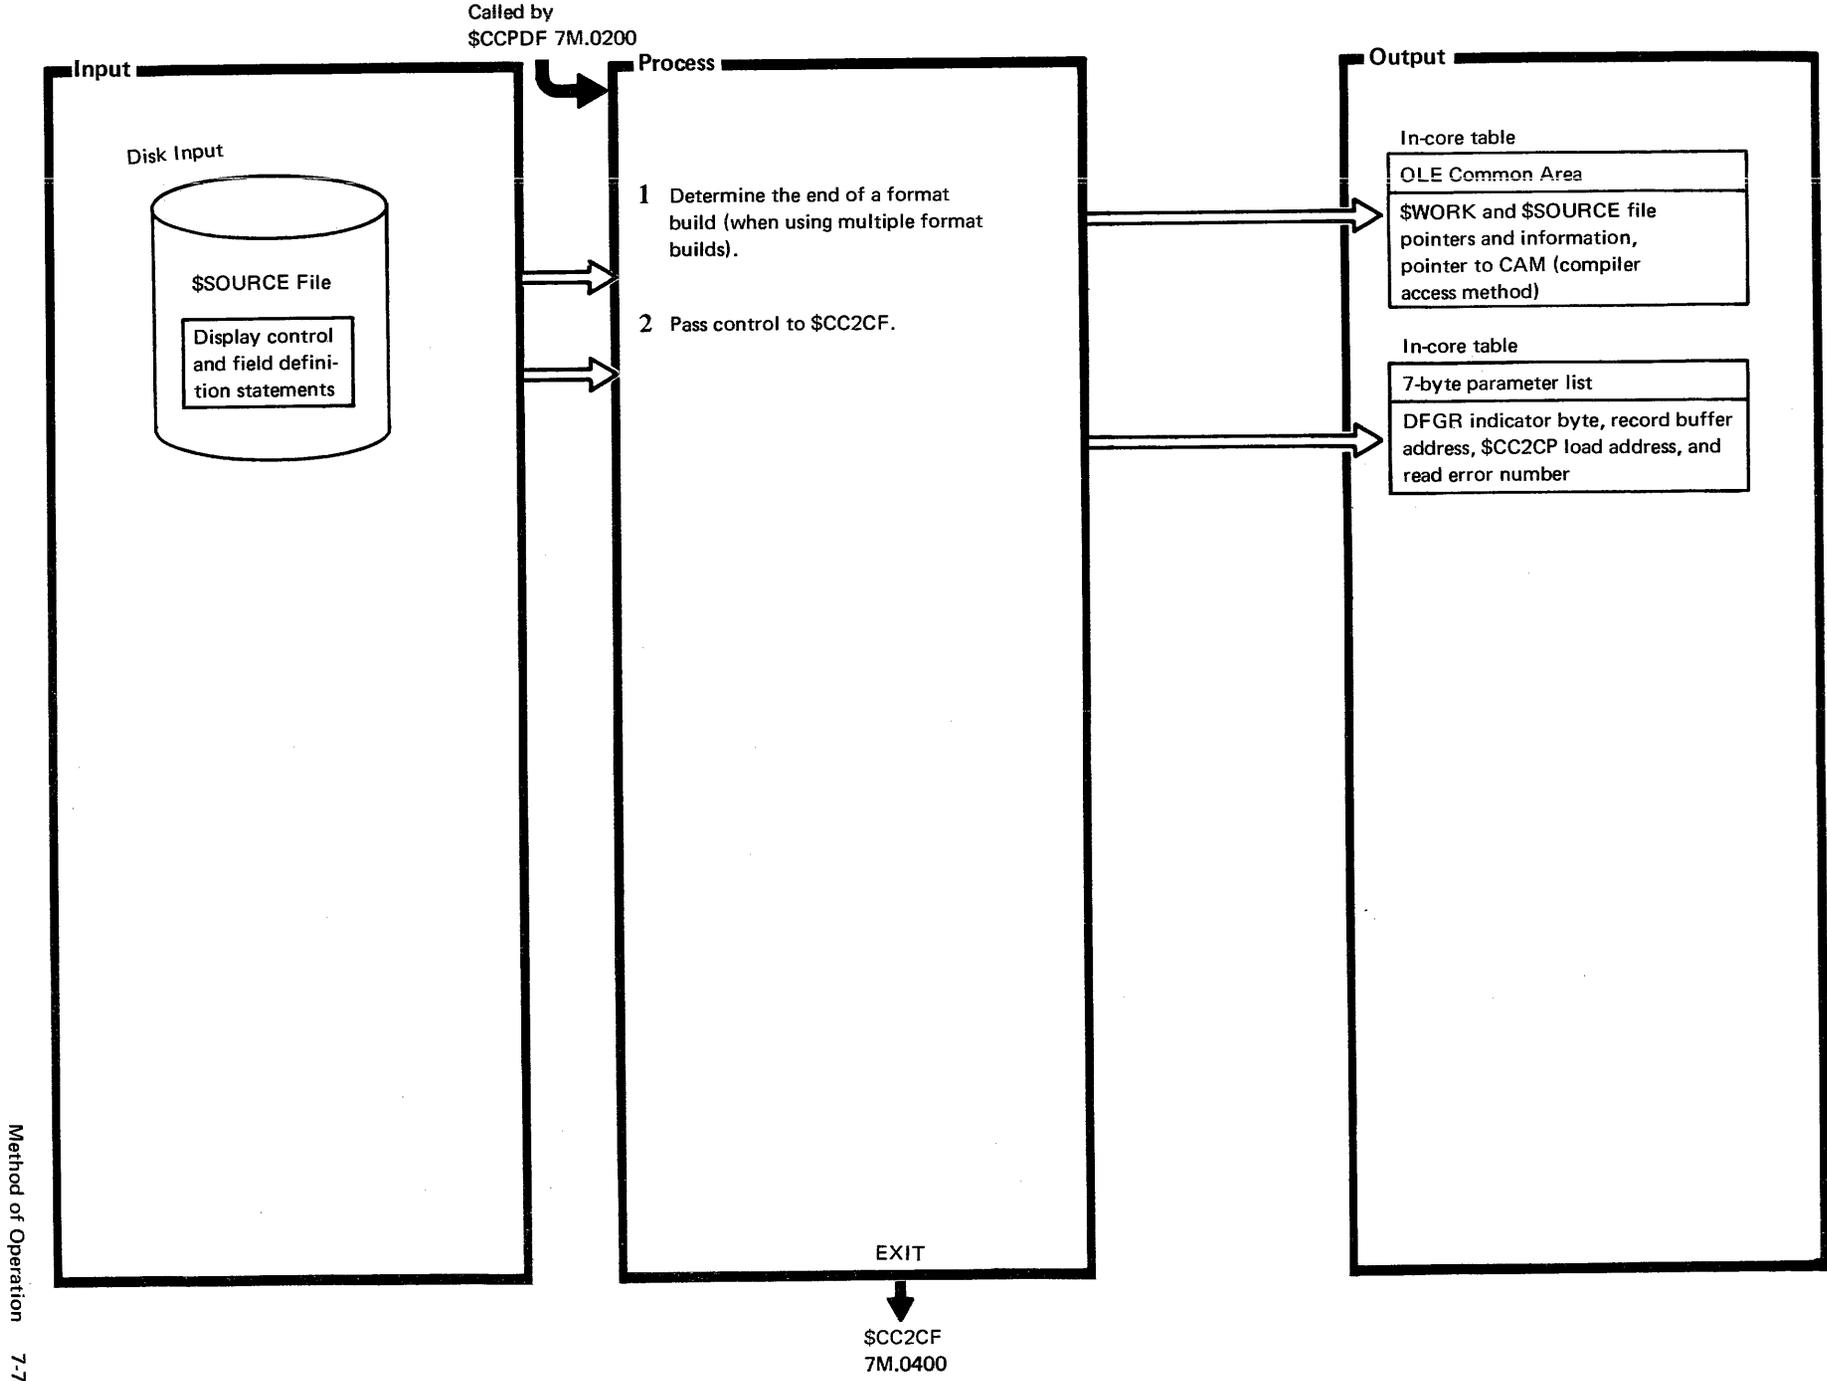 Called by
$CCPDF 7M.0200
Input
Disk Input
$SOURCE File
Display control
and field defini-
tion statements
Process
1 Determine the end of a format
build (when using multiple format
builds).
2 Pass control to $CC2CF.
EXIT
$CC2CF
7M.0400
Output
In-core table
OLE Common Area
$WORK and $SOURCE file
pointers and information,
pointer to CAM (compiler
access method)
In-core table
7-byte parameter list
DFGR indicator byte, record buffer
address, $CC2CP load address, and
read error number
Method of Operation 7-7